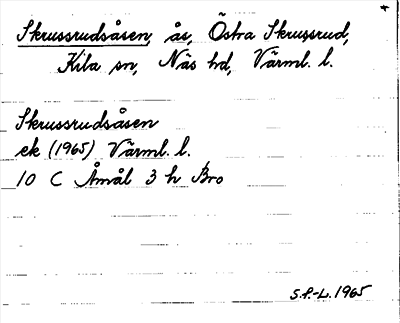 *
Skrussrudsåsen, ås, Östra Skrussrud,
Kila sn, Näs hd, Värml. l.
Skrussrudsåsen
ek (1965) Värml. l.
10 C Åmål 3 h Bro
S.P.-L. 1965